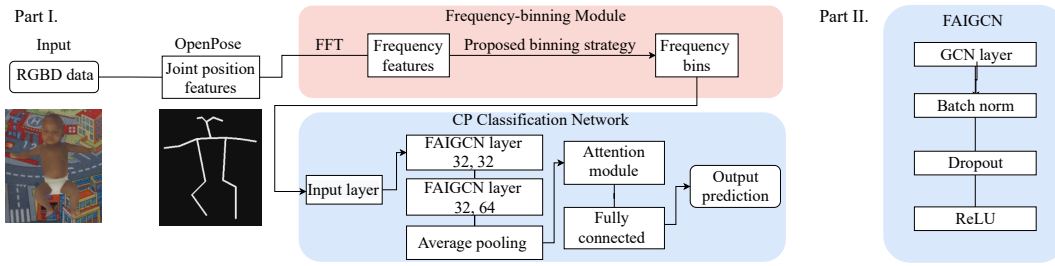 Part I.
Input
RGBD data
OpenPose
Joint position
features
Frequency-binning Module
FFT
Frequency
features
Proposed binning strategy
Frequency
bins
CP Classification Network
Input layer
FAIGCN layer
32, 32
FAIGCN layer
32, 64
Average pooling
Attention
module
Fully
connected
Output
prediction
Part II.
FAIGCN
GCN layer
Batch norm
Dropout
ReLU